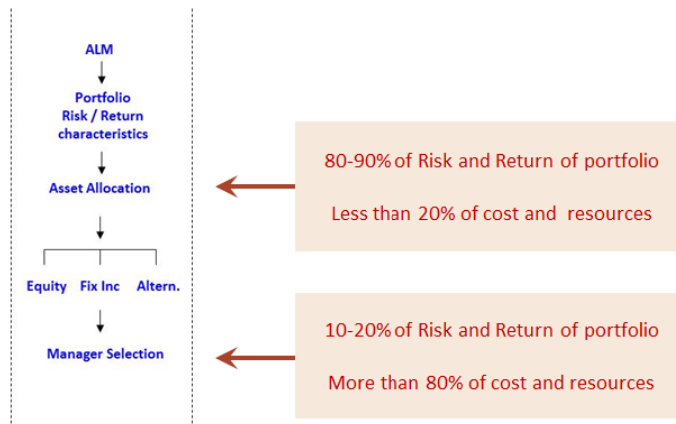 ALM
Portfolio
Risk / Return
characteristics
Asset Allocation
Equity Fix Inc Altern.
Manager Selection
80-90% of Risk and Return of portfolio
Less than 20% of cost and resources
10-20% of Risk and Return of portfolio
More than 80% of cost and resources